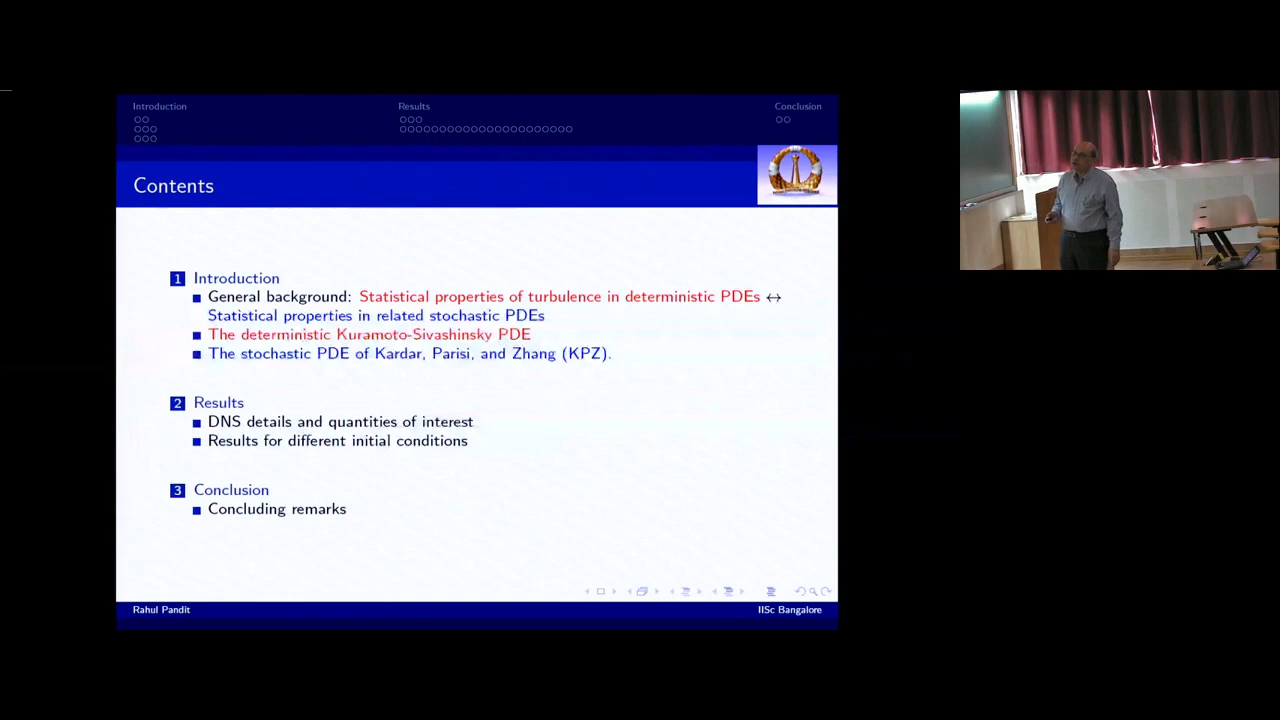 Introduction
Results
Conclusion
Contents
1 Introduction
General background: Statistical properties of turbulence in deterministic PDEs ↔
Statistical properties in related stochastic PDEs
The deterministic Kuramoto-Sivashinsky PDE
The stochastic PDE of Kardar, Parisi, and Zhang (KPZ).
2 Results
DNS details and quantities of interest
Results for different initial conditions
3 Conclusion
Concluding remarks
Rahul Pandit
IISc Bangalore